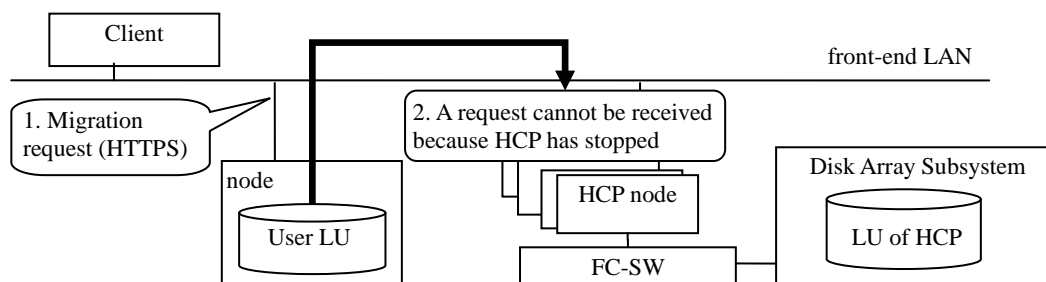 Client
front-end LAN
1. Migration
request (HTTPS)
2. A request cannot be received
because HCP has stopped
node
User LU
HCP node
FC-SW
Disk Array Subsystem
LU of HCP